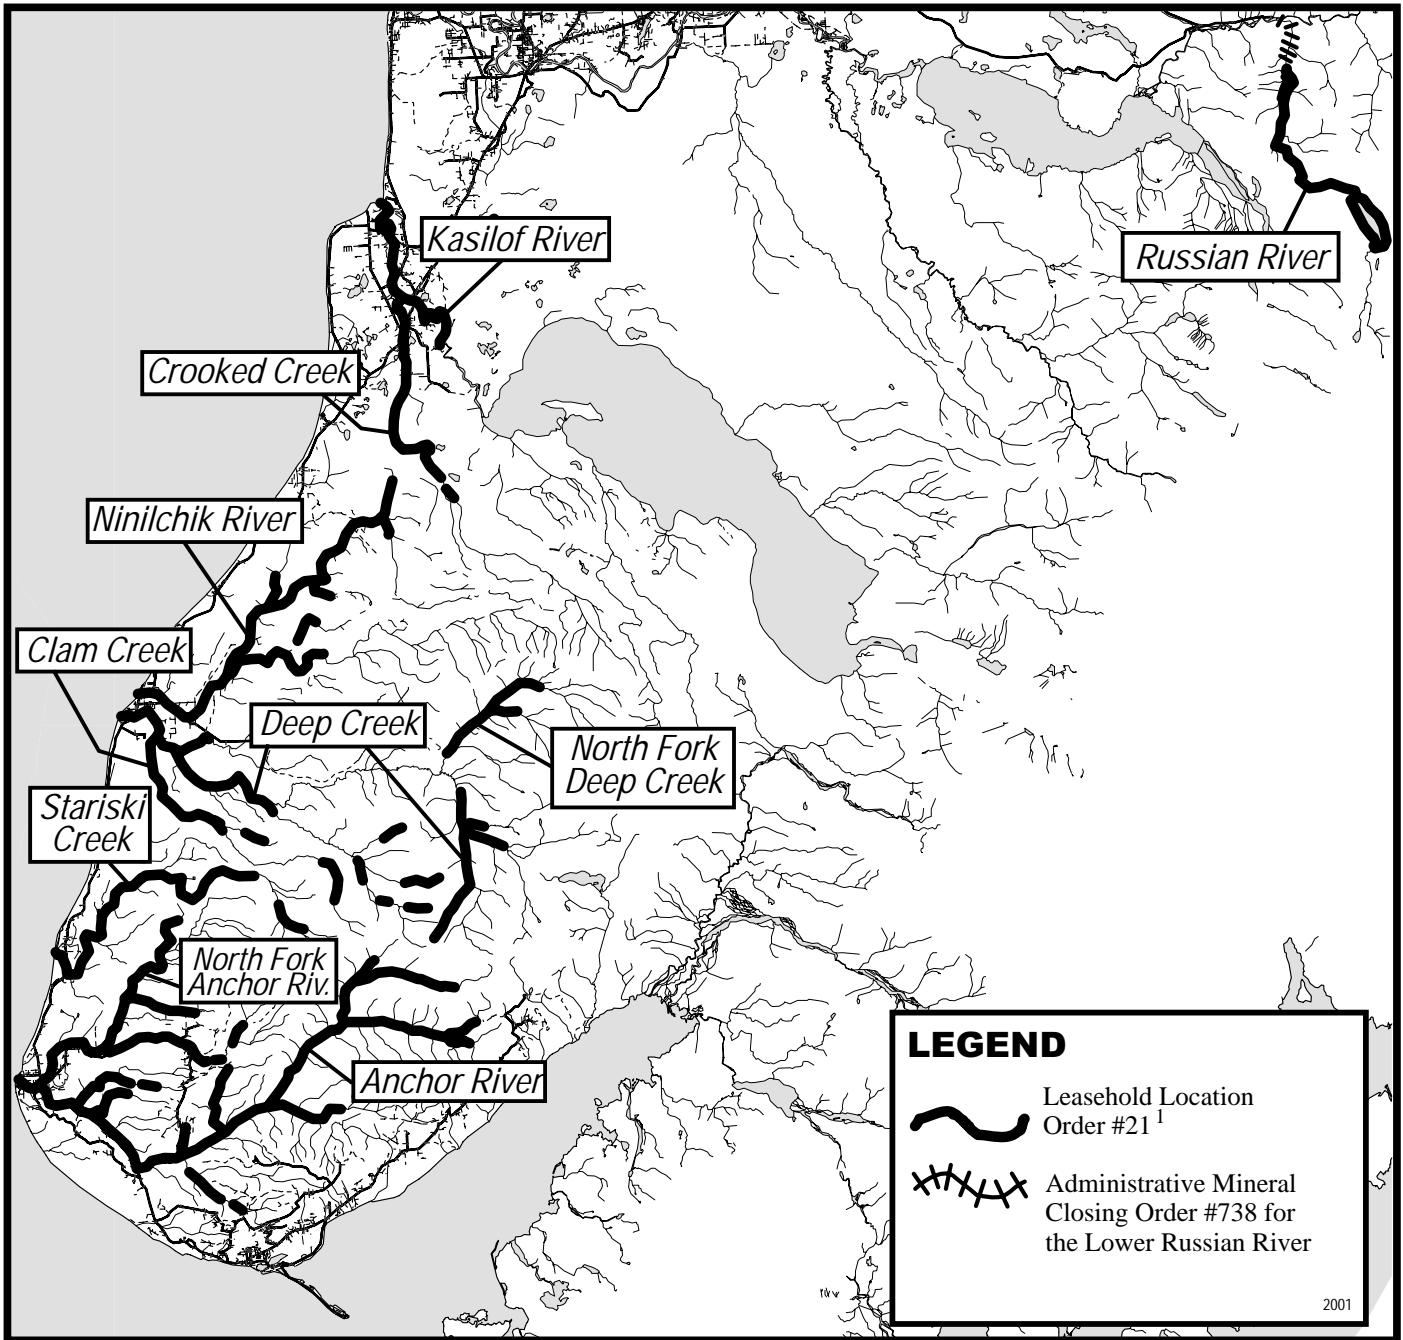 Kasilof River
Russian River
Crooked Creek
Ninilchik River
Clam Creek
Deep Creek
North Fork
Deep Creek
Stariski
Creek
North Fork
Anchor Riv.
Anchor River
LEGEND
Leasehold Location
Order #21 1
Administrative Mineral
Closing Order #738 for
the Lower Russian River
2001